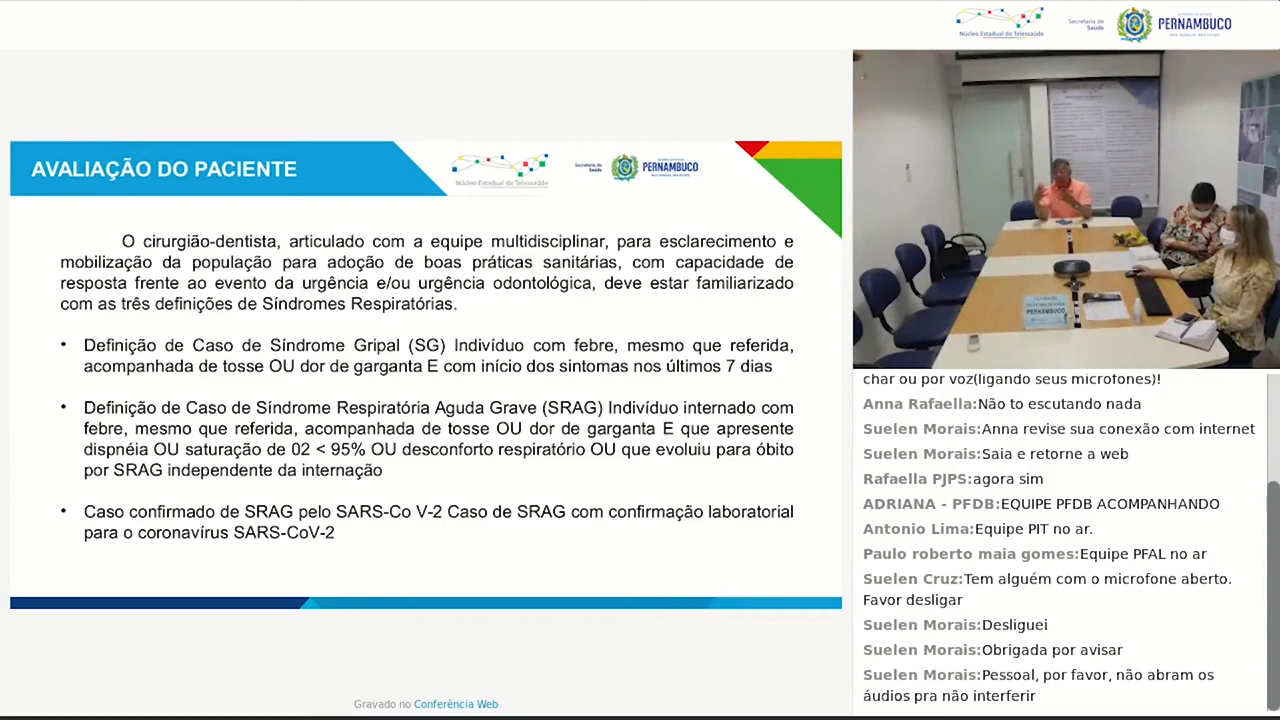 Núcleo Estadual de Telessaúde
Secretaria de
Saúde
PERNAMBUCO
AVALIAÇÃO DO PACIENTE
Núcleo Estadual de Telessaúde
Secretaria de
Saúde
PERNAMBUCO
O cirurgião-dentista, articulado com a equipe multidisciplinar, para esclarecimento e
mobilização da população para adoção de boas práticas sanitárias, com capacidade de
resposta frente ao evento da urgência e/ou urgência odontológica, deve estar familiarizado
com as três definições de Síndromes Respiratórias.
• Definição de Caso de Síndrome Gripal (SG) Indivíduo com febre, mesmo que referida,
acompanhada de tosse OU dor de garganta E com início dos sintomas nos últimos 7 dias
• Definição de Caso de Síndrome Respiratória Aguda Grave (SRAG) Indivíduo internado com
febre, mesmo que referida, acompanhada de tosse OU dor de garganta E que apresente
dispnéia OU saturação de 02 < 95% OU desconforto respiratório OU que evoluiu para óbito
por SRAG independente da internação
• Caso confirmado de SRAG pelo SARS-Co V-2 Caso de SRAG com confirmação laboratorial
para o coronavírus SARS-CoV-2
Gravado no Conferência Web
PERNAMBUCO
char ou por voz(ligando seus microfones)!
Anna Rafaella:Não to escutando nada
Suelen Morais:Anna revise sua conexão com internet
Suelen Morais:Saia e retorne a web
Rafaella PJPS:agora sim
ADRIANA - PFDB:EQUIPE PFDB ACOMPANHANDO
Antonio Lima:Equipe PIT no ar.
Paulo roberto maia gomes:Equipe PFAL no ar
Suelen Cruz:Tem alguém com o microfone aberto.
Favor desligar
Suelen Morais:Desliguei
Suelen Morais:Obrigada por avisar
Suelen Morais:Pessoal, por favor, não abram os
áudios pra não interferir